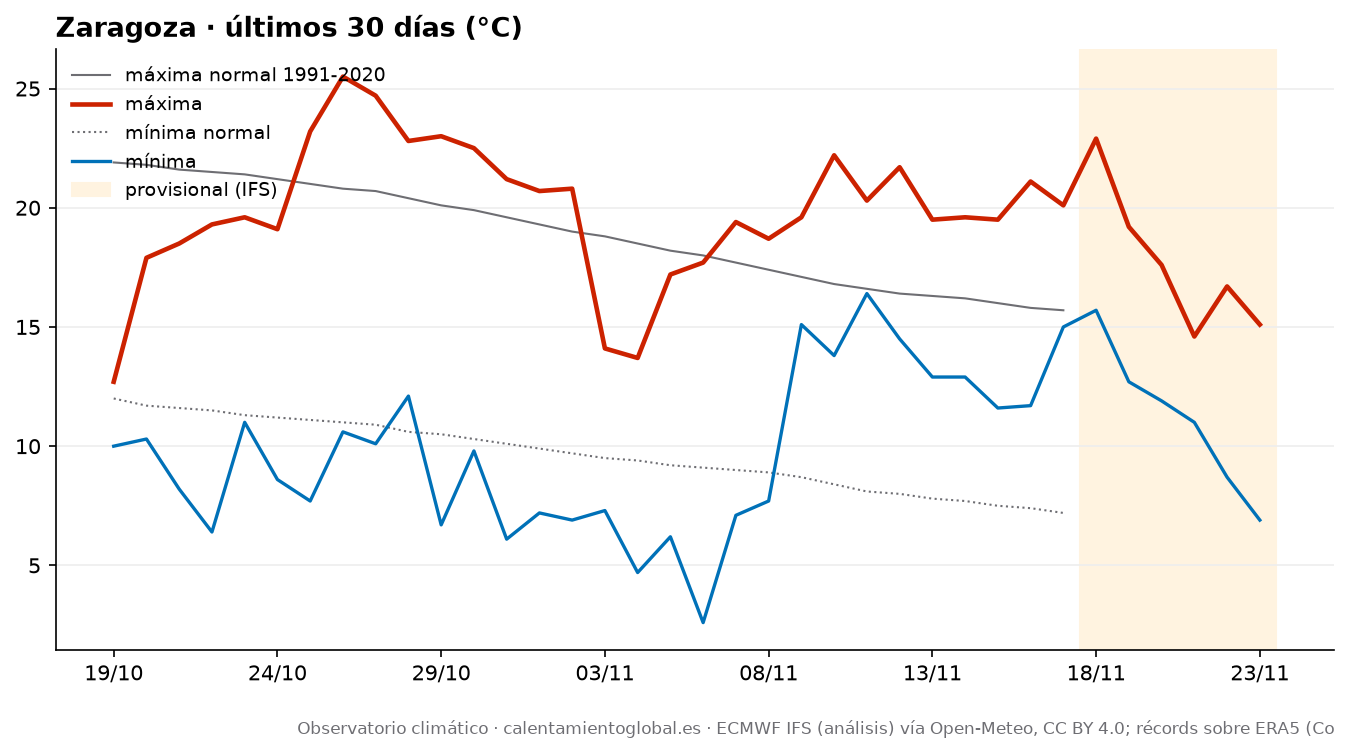 Zaragoza · últimos 30 días (°C)
máxima normal 1991-2020
máxima
mínima normal
mínima
provisional (IFS)
25
20
15
10
5
19/10 24/10 29/10 03/11 08/11 13/11 18/11 23/11
Observatorio climático · calentamientoglobal.es · ECMWF IFS (análisis) vía Open-Meteo, CC BY 4.0; récords sobre ERA5 (Co